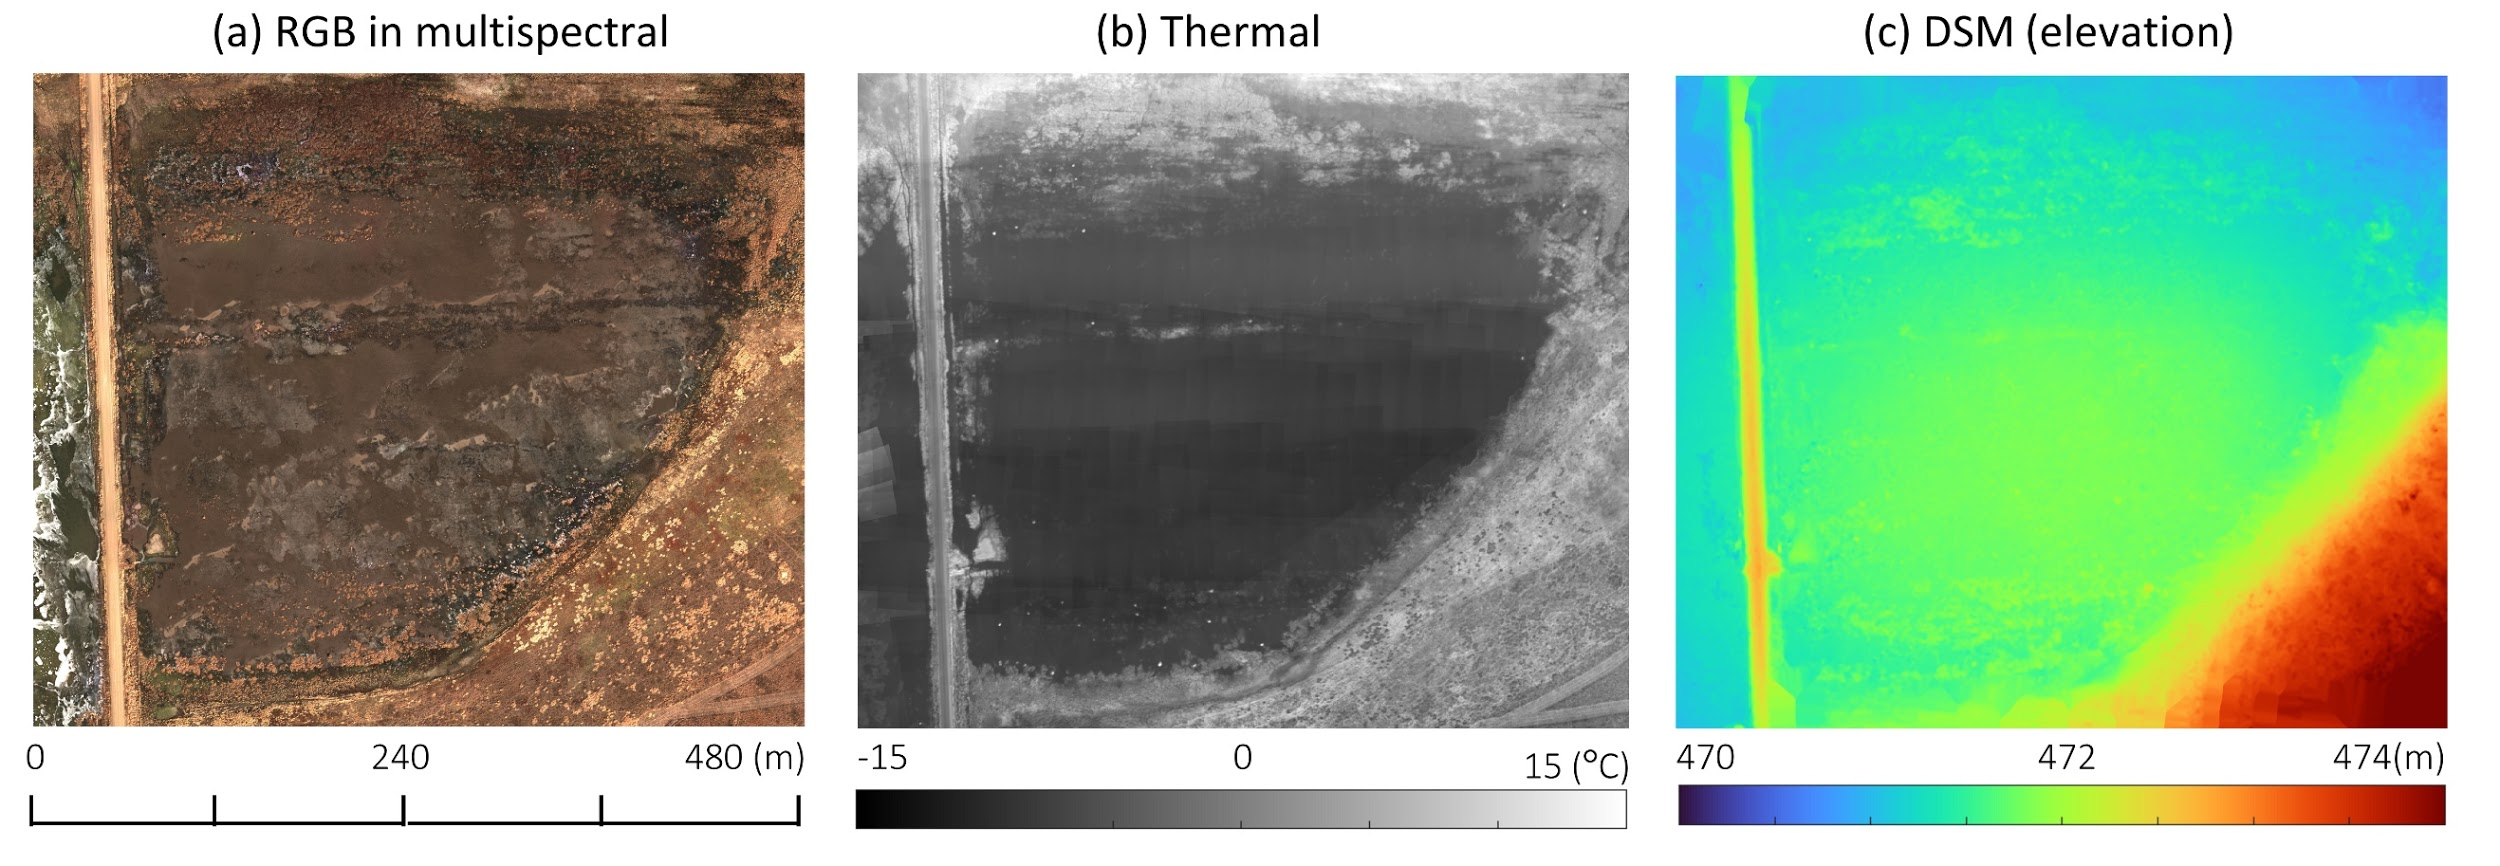 (a) RGB in multispectral
(b) Thermal
(c) DSM (elevation)
0 240 480 (m)
-15 0 15 (°C)
470 472 474(m)